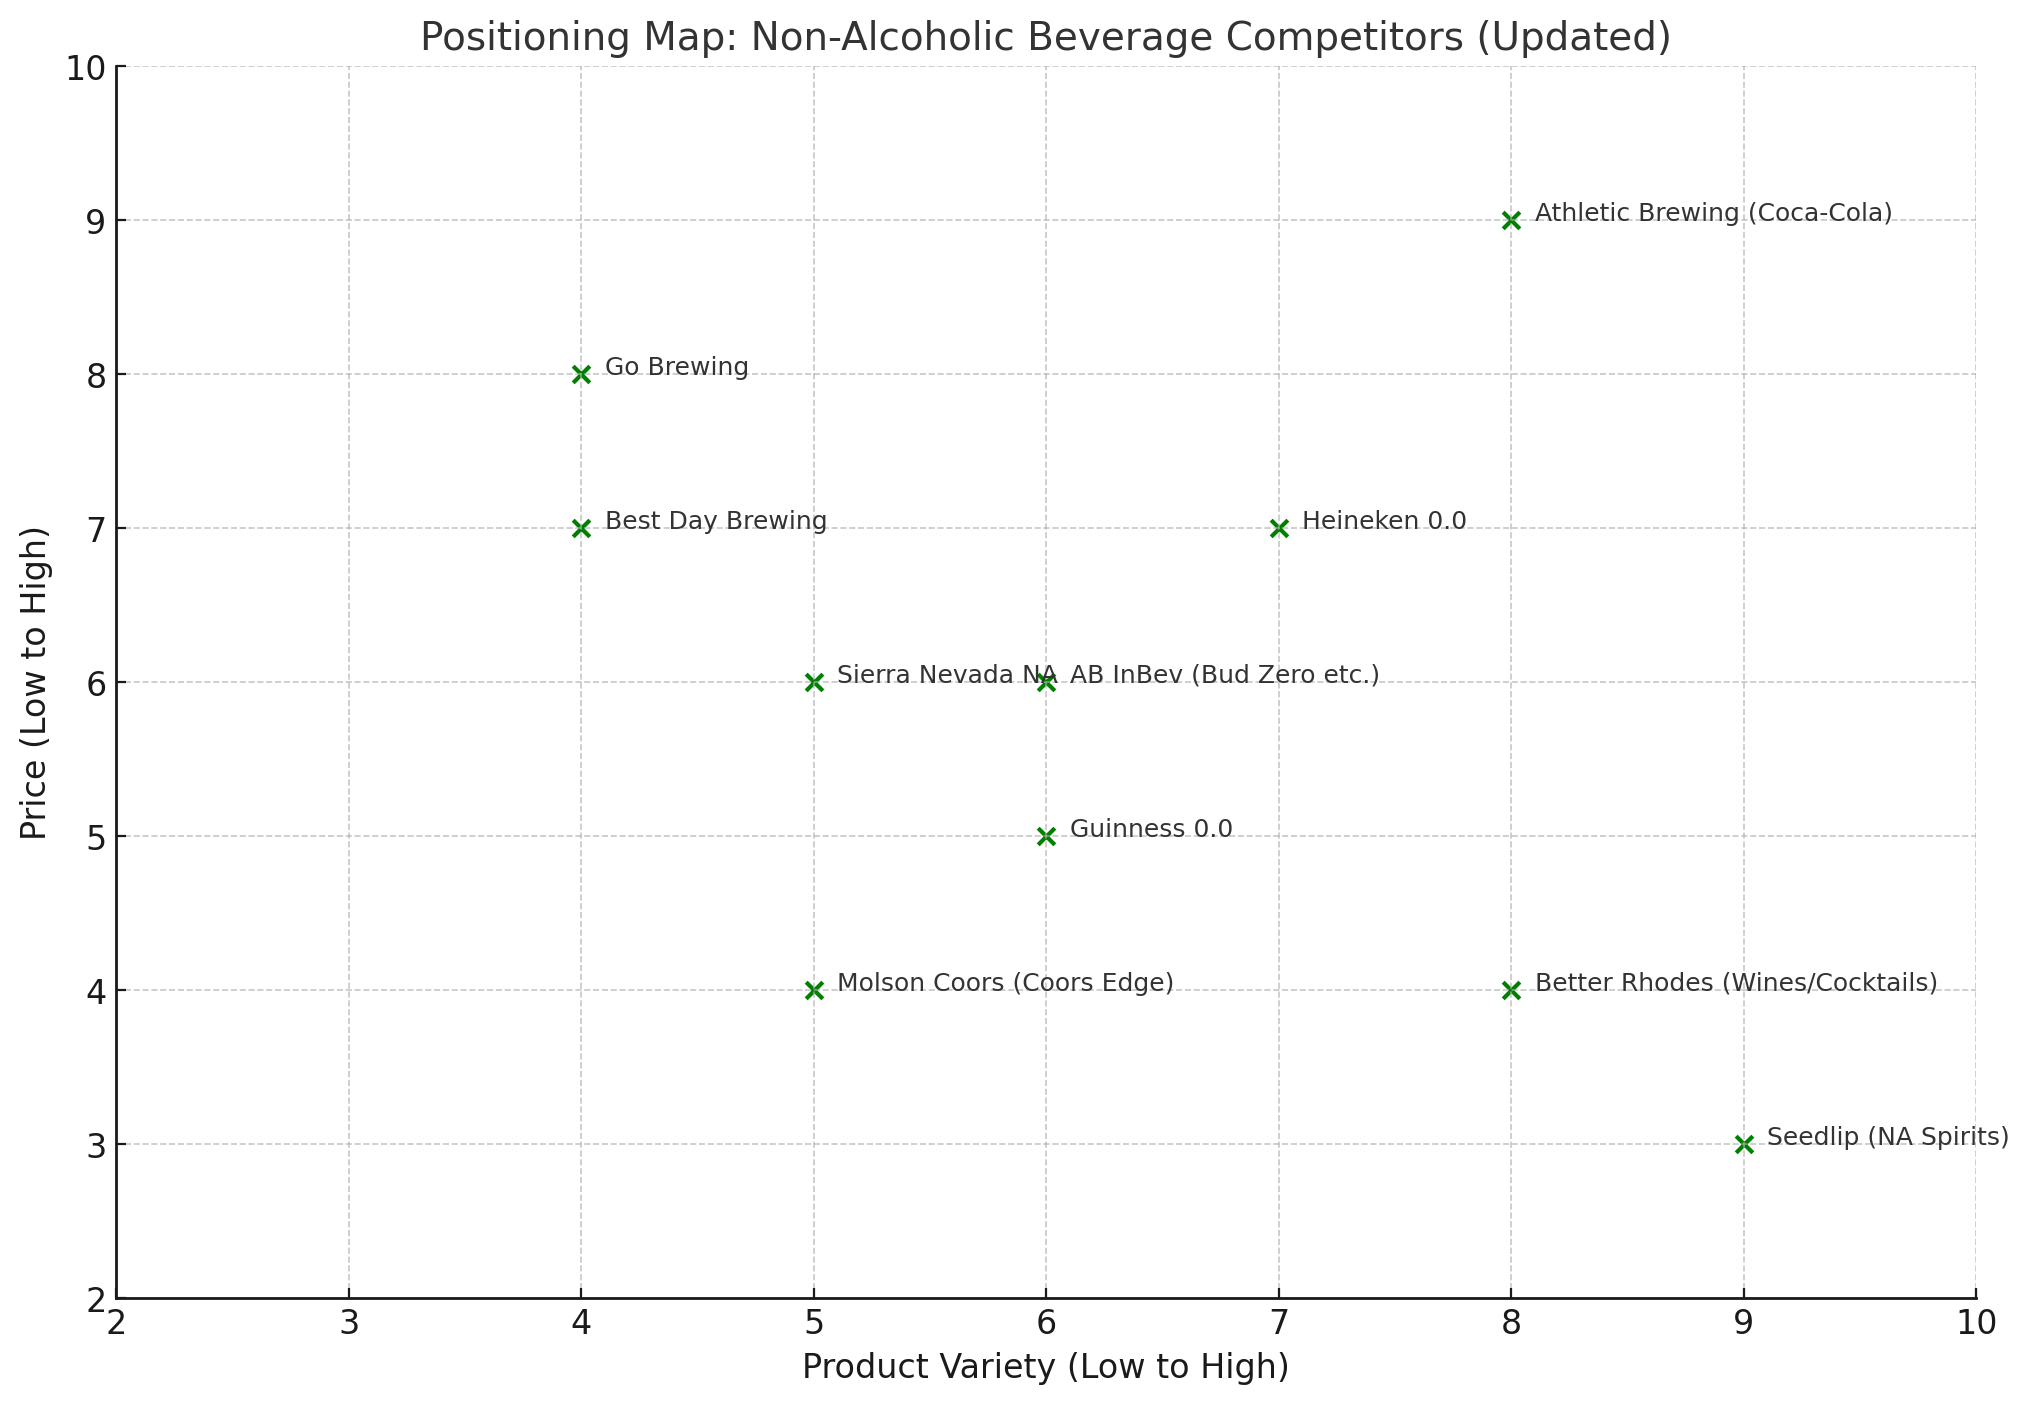 Positioning Map: Non-Alcoholic Beverage Competitors (Updated)
10
9
8
7
6
5
4
3
2
Price (Low to High)
Athletic Brewing (Coca-Cola)
Go Brewing
Best Day Brewing
Heineken 0.0
Sierra Nevada NA
AB InBev (Bud Zero etc.)
Guinness 0.0
Molson Coors (Coors Edge)
Better Rhodes (Wines/Cocktails)
Seedlip (NA Spirits)
2 3 4 5 6 7 8 9 10
Product Variety (Low to High)